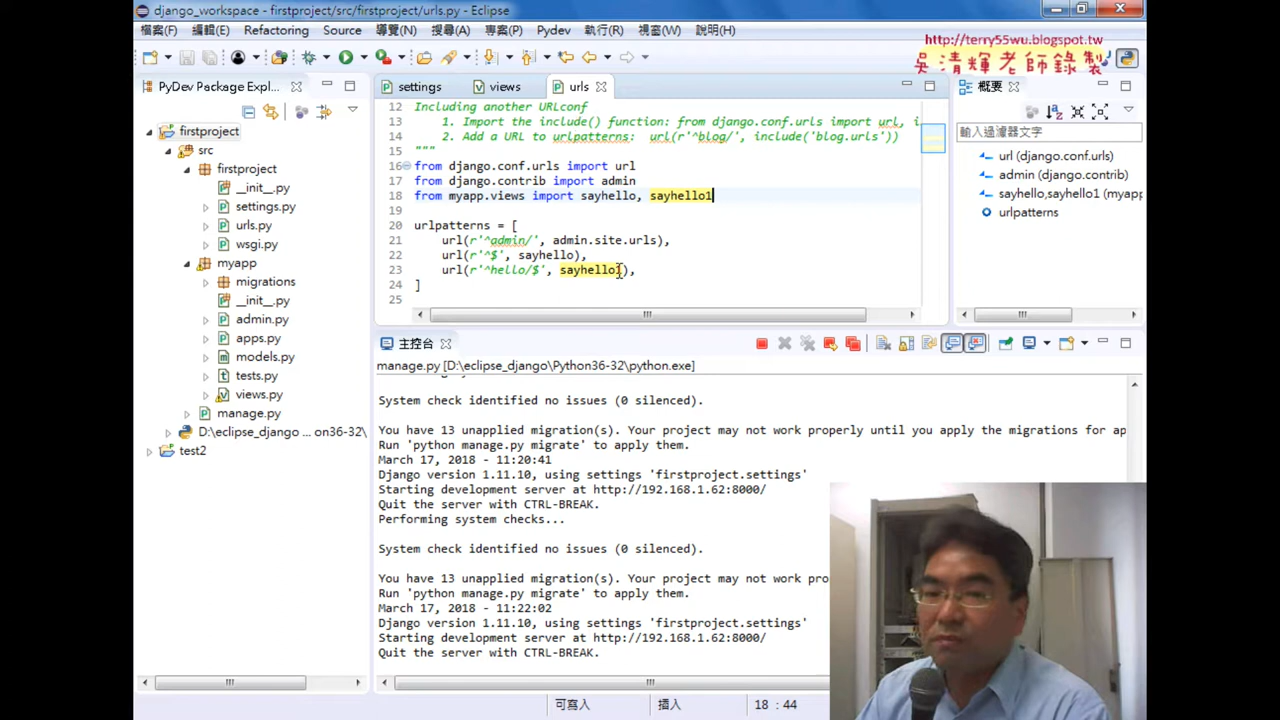 django_workspace - firstproject/src/firstproject/urls.py - Eclipse
檔案(F) 編輯(E) Refactoring Source 導覽(N) 搜尋(A) 專案(P) Pydev 執行(R) 視窗(W) 說明(H)
http://terry55wu.blogspot.tw
吳清輝老師錄製
PyDev Package Expl...
firstproject
src
firstproject
__init__.py
settings.py
urls.py
wsgi.py
myapp
migrations
__init__.py
admin.py
apps.py
models.py
tests.py
views.py
manage.py
D:\eclipse_django ... on36-32\
test2
settings views urls
12 Including another URLconf
13 1. Import the include() function: from django.conf.urls import url, i
14 2. Add a URL to urlpatterns: url(r'^blog/', include('blog.urls'))
15 """
16 from django.conf.urls import url
17 from django.contrib import admin
18 from myapp.views import sayhello, sayhello1
19
20 urlpatterns = [
21 url(r'^admin/', admin.site.urls),
22 url(r'^$', sayhello),
23 url(r'^hello/$', sayhello1),
24 ]
25
概要
輸入過濾器文字
url (django.conf.urls)
admin (django.contrib)
sayhello,sayhello1 (myapp
urlpatterns
主控台
manage.py [D:\eclipse_django\Python36-32\python.exe]
System check identified no issues (0 silenced).
You have 13 unapplied migration(s). Your project may not work properly until you apply the migrations for ap
Run 'python manage.py migrate' to apply them.
March 17, 2018 - 11:20:41
Django version 1.11.10, using settings 'firstproject.settings'
Starting development server at http://192.168.1.62:8000/
Quit the server with CTRL-BREAK.
Performing system checks...
System check identified no issues (0 silenced).
You have 13 unapplied migration(s). Your project may not work pro
Run 'python manage.py migrate' to apply them.
March 17, 2018 - 11:22:02
Django version 1.11.10, using settings 'firstproject.settings'
Starting development server at http://192.168.1.62:8000/
Quit the server with CTRL-BREAK.
可寫入 插入 18 : 44